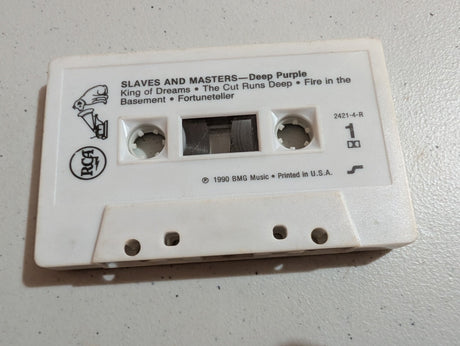 SLAVES AND MASTERS—Deep Purple
King of Dreams • The Cut Runs Deep • Fire in the
Basement • Fortuneteller
2421-4-R
1
RCA
℗ 1990 BMG Music • Printed in U.S.A.